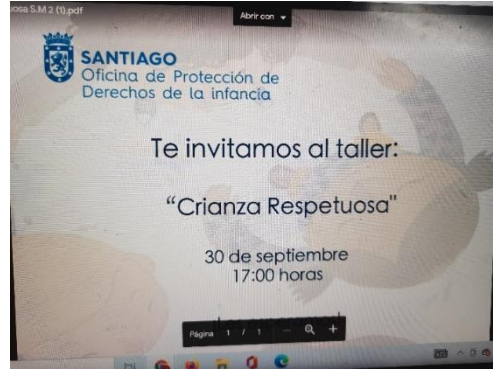 osa S.M 2 (1).pdf
Abrir con
SANTIAGO
Oficina de Protección de
Derechos de la infancia
Te invitamos al taller:
“Crianza Respetuosa"
30 de septiembre
17:00 horas
Página 1 / 1